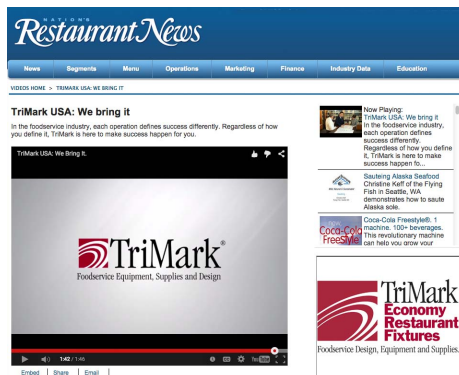 NATION'S
Restaurant News
News Segments Menu Operations Marketing Finance Industry Data Education
VIDEOS HOME > TRIMARK USA: WE BRING IT
TriMark USA: We bring it
In the foodservice industry, each operation defines success differently. Regardless of how
you define it, TriMark is here to make success happen for you.
TriMark USA: We Bring It.
TriMark®
Foodservice Equipment, Supplies and Design
1:42 / 1:46
YouTube
Embed | Share | Email |
Now Playing:
TriMark USA: We bring it
In the foodservice industry,
each operation defines
success differently.
Regardless of how you define
it, TriMark is here to make
success happen fo...
Sauteing Alaska Seafood
Christine Keff of the Flying
Fish in Seattle, WA
demonstrates how to saute
Alaska sole.
Coca-Cola
FreeStyle
Coca-Cola Freestyle®. 1
machine. 100+ beverages.
This revolutionary machine
can help you grow your
TriMark
Economy
Restaurant
Fixtures
Foodservice Design, Equipment and Supplies.